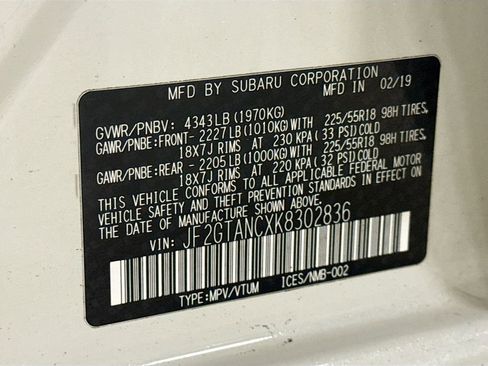 MFD BY SUBARU CORPORATION
MFD IN 02/19
GVWR/PNBV: 4343LB(1970KG)
GAWR/PNBE:FRONT- 2227LB(1010KG)WITH 225/55R18 98H TIRES,
18X7J RIMS AT 230 KPA(33 PSI)COLD
GAWR/PNBE:REAR - 2205LB(1000KG)WITH 225/55R18 98H TIRES,
18X7J RIMS AT 220 KPA(32 PSI)COLD
THIS VEHICLE CONFORMS TO ALL APPLICABLE FEDERAL MOTOR
VEHICLE SAFETY AND THEFT PREVENTION STANDARDS IN EFFECT ON
THE DATE OF MANUFACTURE SHOWN ABOVE.
VIN: JF2GTANCXK8302836
TYPE:MPV/VTUM ICES/NMB-002